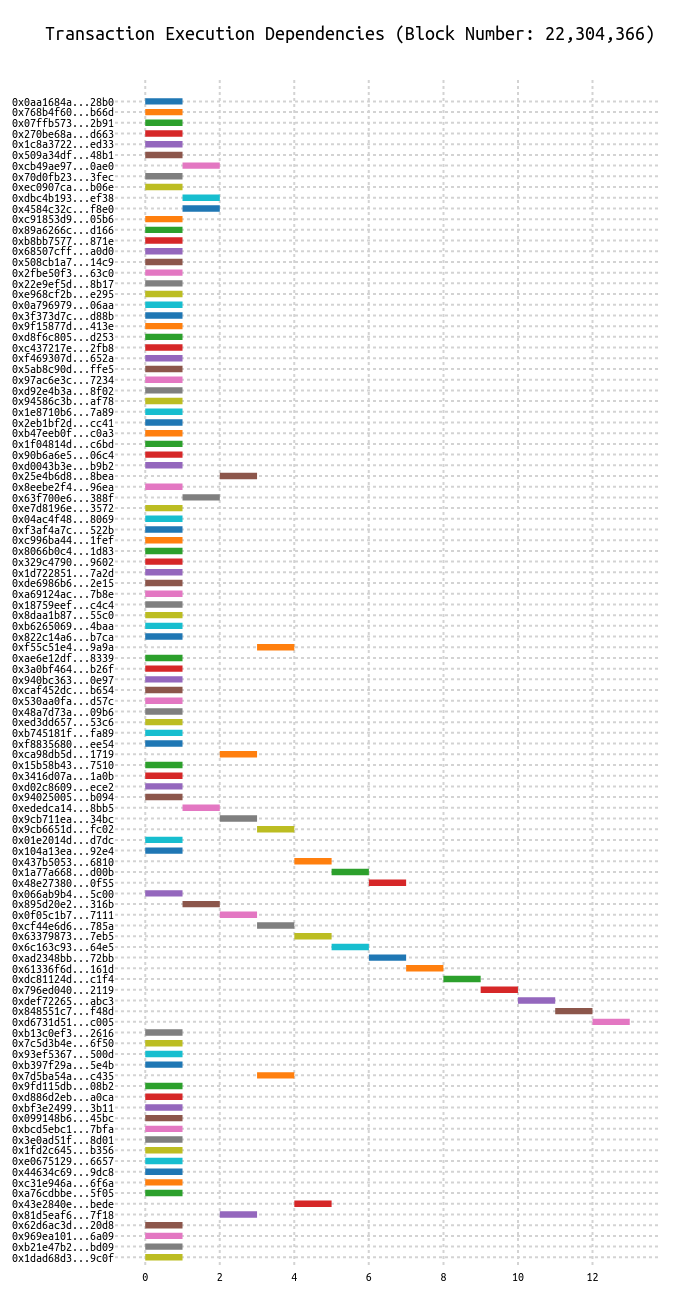 Transaction Execution Dependencies (Block Number: 22,304,366)
0x0aa1684a...28b0
0x768b4f60...b66d
0x07ffb573...2b91
0x270be68a...d663
0x1c8a3722...ed33
0x509a34df...48b1
0xcb49ae97...0ae0
0x70d0fb23...3fec
0xec0907ca...b06e
0xdbc4b193...ef38
0x4584c32c...f8e0
0xc91853d9...05b6
0x89a6266c...d166
0xb8bb7577...871e
0x68507cff...a0d0
0x508cb1a7...14c9
0x2fbe50f3...63c0
0x22e9ef5d...8b17
0xe968cf2b...e295
0x0a796979...06aa
0x3f373d7c...d88b
0x9f15877d...413e
0xd8f6c805...d253
0xc437217e...2fb8
0xf469307d...652a
0x5ab8c90d...ffe5
0x97ac6e3c...7234
0xd92e4b3a...8f02
0x94586c3b...af78
0x1e8710b6...7a89
0x2eb1bf2d...cc41
0xb47eeb0f...c0a3
0x1f04814d...c6bd
0x90b6a6e5...06c4
0xd0043b3e...b9b2
0x25e4b6d8...8bea
0x8eebe2f4...96ea
0x63f700e6...388f
0xe7d8196e...3572
0x04ac4f48...8069
0xf3af4a7c...522b
0xc996ba44...1fef
0x8066b0c4...1d83
0x329c4790...9602
0x1d722851...7a2d
0xde6986b6...2e15
0xa69124ac...7b8e
0x18759eef...c4c4
0x8daa1b87...55c0
0xb6265069...4baa
0x822c14a6...b7ca
0xf55c51e4...9a9a
0xae6e12df...8339
0x3a0bf464...b26f
0x940bc363...0e97
0xcaf452dc...b654
0x530aa0fa...d57c
0x48a7d73a...09b6
0xed3dd657...53c6
0xb745181f...fa89
0xf8835680...ee54
0xca98db5d...1719
0x15b58b43...7510
0x3416d07a...1a0b
0xd02c8609...ece2
0x94025005...b094
0xededca14...8bb5
0x9cb711ea...34bc
0x9cb6651d...fc02
0x01e2014d...d7dc
0x104a13ea...92e4
0x437b5053...6810
0x1a77a668...d00b
0x48e27380...0f55
0x066ab9b4...5c00
0x895d20e2...316b
0x0f05c1b7...7111
0xcf44e6d6...785a
0x63379873...7eb5
0x6c163c93...64e5
0xad2348bb...72bb
0x61336f6d...161d
0xdc81124d...c1f4
0x796ed040...2119
0xdef72265...abc3
0x848551c7...f48d
0xd6731d51...c005
0xb13c0ef3...2616
0x7c5d3b4e...6f50
0x93ef5367...500d
0xb397f29a...5e4b
0x7d5ba54a...c435
0x9fd115db...08b2
0xd886d2eb...a0ca
0xbf3e2499...3b11
0x099148b6...45bc
0xbcd5ebc1...7bfa
0x3e0ad51f...8d01
0x1fd2c645...b356
0xe0675129...6657
0x44634c69...9dc8
0xc31e946a...6f6a
0xa76cdbbe...5f05
0x43e2840e...bede
0x81d5eaf6...7f18
0x62d6ac3d...20d8
0x969ea101...6a09
0xb21e47b2...bd09
0x1dad68d3...9c0f
0 2 4 6 8 10 12